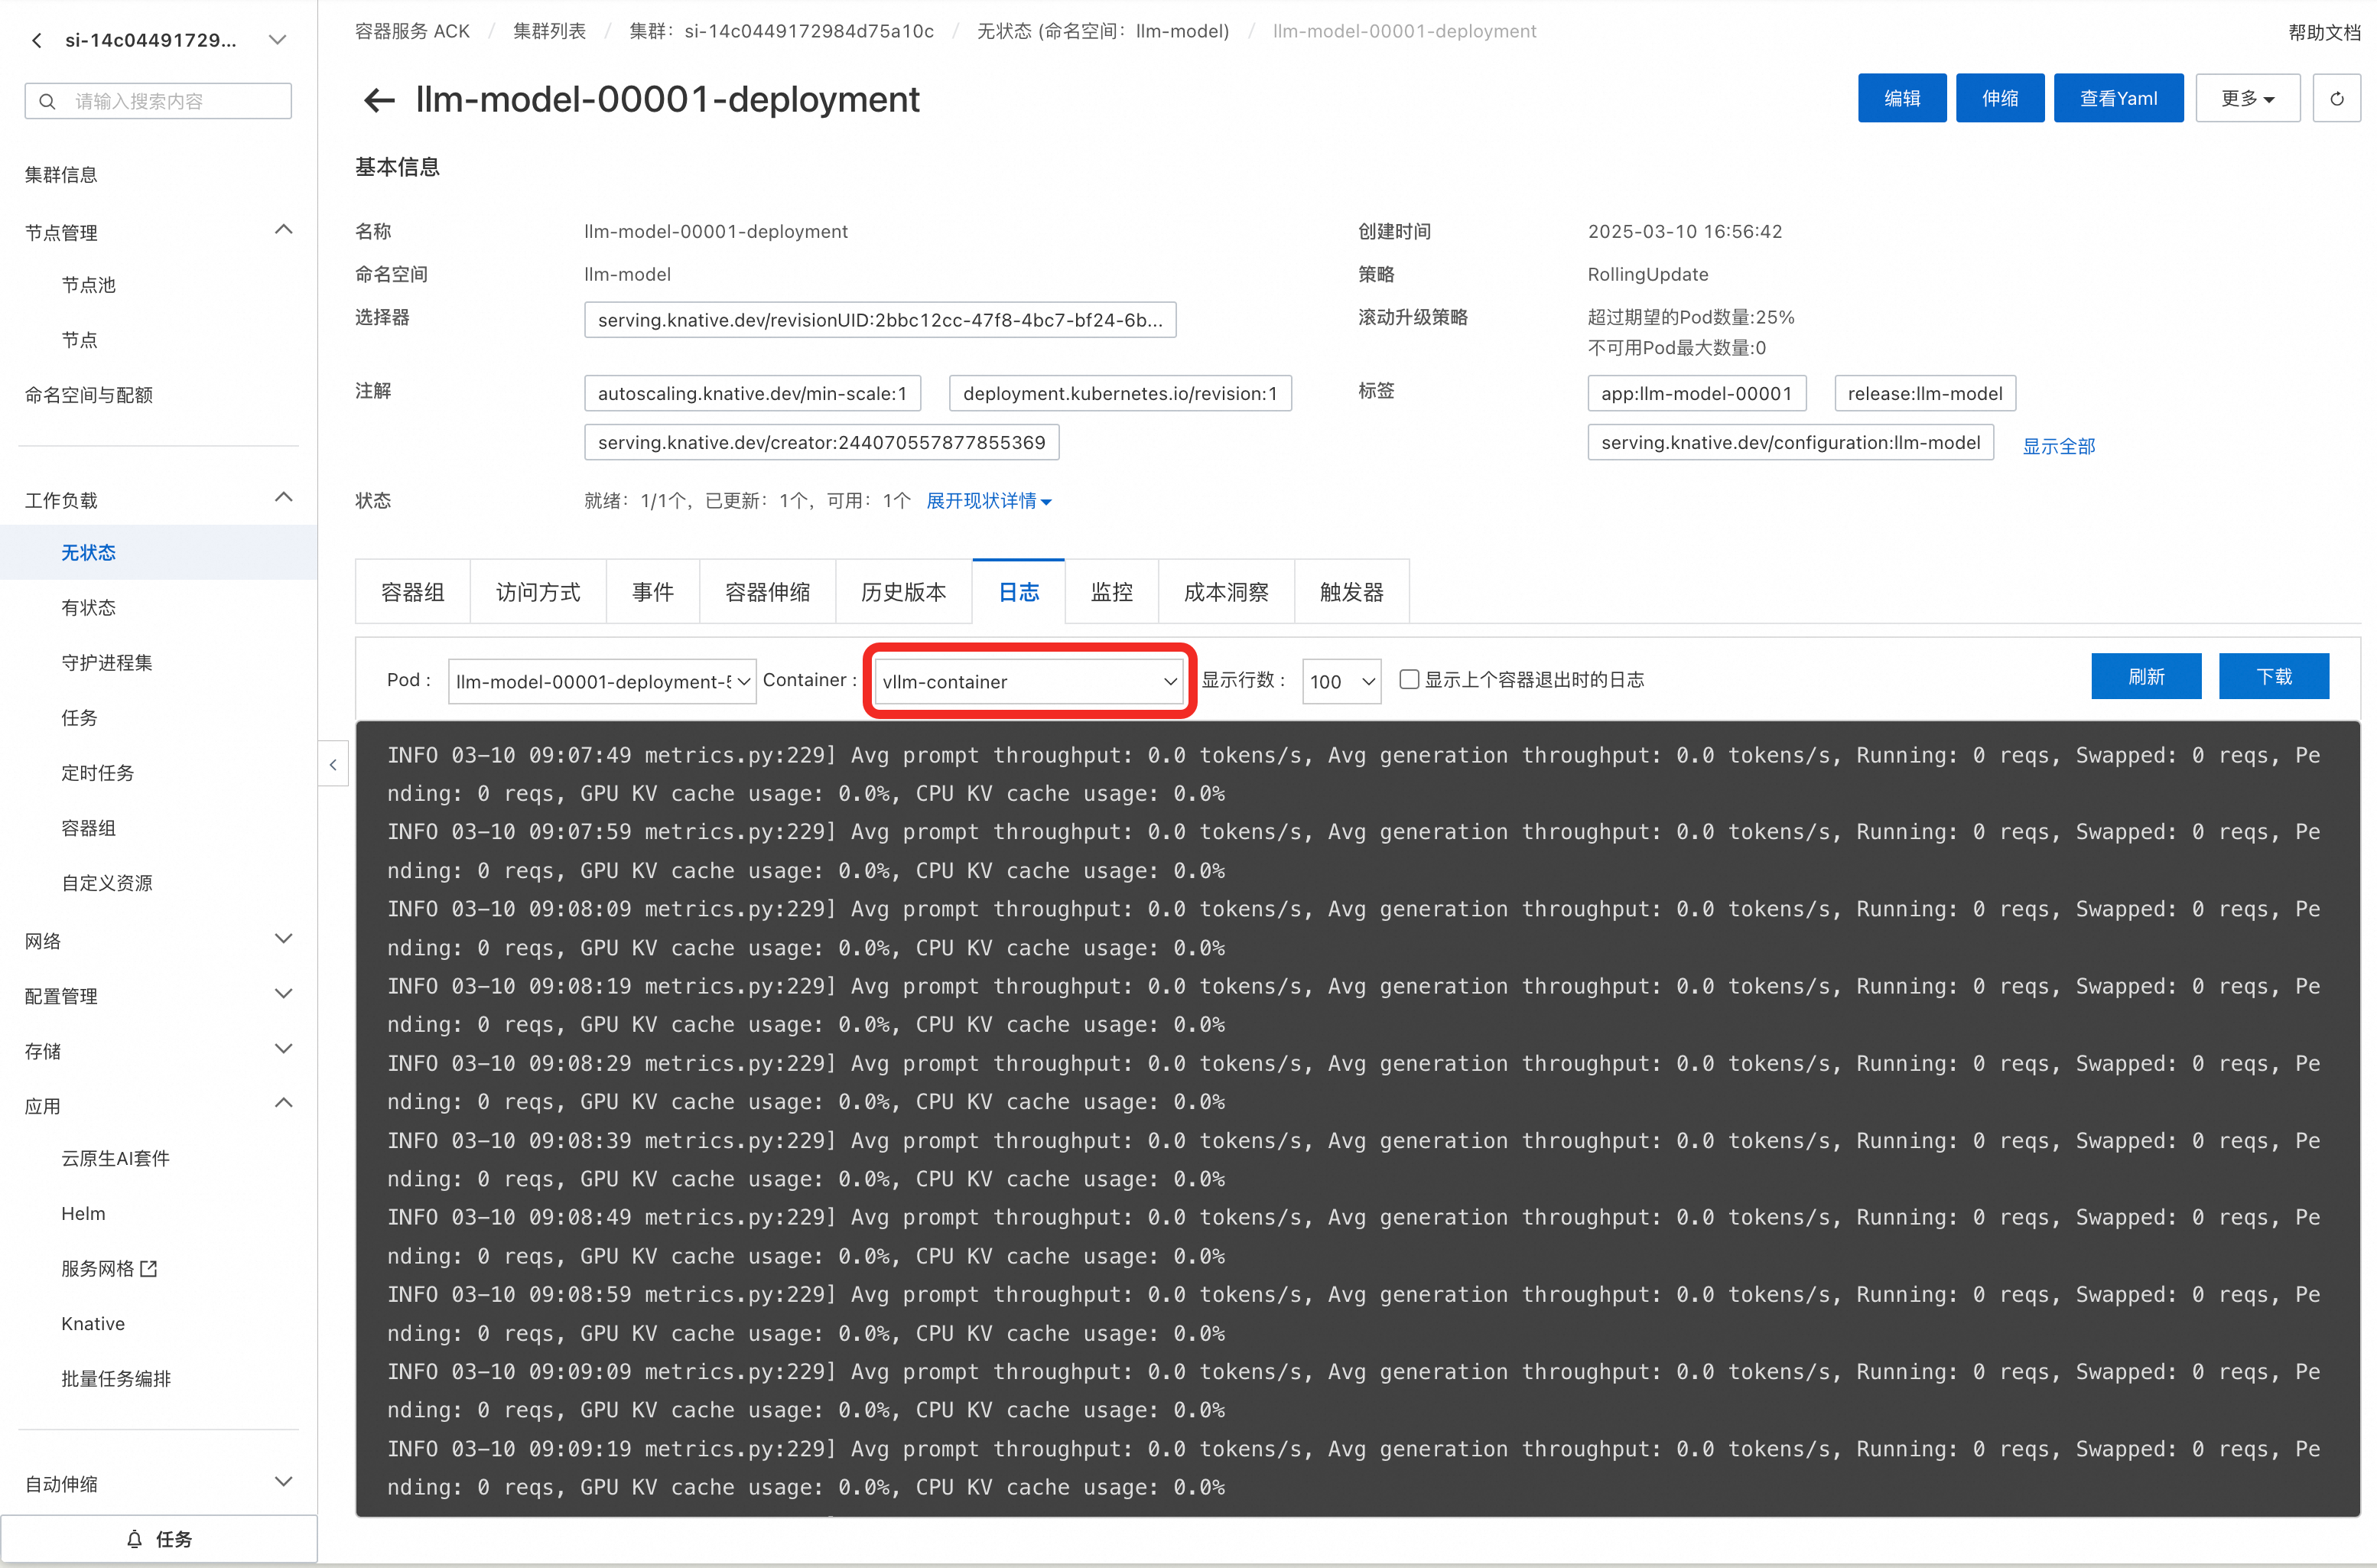 si-14c04491729...
请输入搜索内容
集群信息
节点管理
节点池
节点
命名空间与配额
工作负载
无状态
有状态
守护进程集
任务
定时任务
容器组
自定义资源
网络
配置管理
存储
应用
云原生AI套件
Helm
服务网格
Knative
批量任务编排
自动伸缩
任务
容器服务 ACK / 集群列表 / 集群：si-14c0449172984d75a10c / 无状态 (命名空间：llm-model) / llm-model-00001-deployment
帮助文档
llm-model-00001-deployment
编辑 伸缩 查看Yaml 更多
基本信息
名称 llm-model-00001-deployment 创建时间 2025-03-10 16:56:42
命名空间 llm-model 策略 RollingUpdate
选择器 serving.knative.dev/revisionUID:2bbc12cc-47f8-4bc7-bf24-6b... 滚动升级策略 超过期望的Pod数量:25%
不可用Pod最大数量:0
注解 autoscaling.knative.dev/min-scale:1 deployment.kubernetes.io/revision:1 标签 app:llm-model-00001 release:llm-model
serving.knative.dev/creator:244070557877855369 serving.knative.dev/configuration:llm-model 显示全部
状态 就绪：1/1个，已更新：1个，可用：1个 展开现状详情
容器组 访问方式 事件 容器伸缩 历史版本 日志 监控 成本洞察 触发器
Pod : llm-model-00001-deployment- Container : vllm-container 显示行数 : 100 显示上个容器退出时的日志 刷新 下载
INFO 03-10 09:07:49 metrics.py:229] Avg prompt throughput: 0.0 tokens/s, Avg generation throughput: 0.0 tokens/s, Running: 0 reqs, Swapped: 0 reqs, Pe
nding: 0 reqs, GPU KV cache usage: 0.0%, CPU KV cache usage: 0.0%
INFO 03-10 09:07:59 metrics.py:229] Avg prompt throughput: 0.0 tokens/s, Avg generation throughput: 0.0 tokens/s, Running: 0 reqs, Swapped: 0 reqs, Pe
nding: 0 reqs, GPU KV cache usage: 0.0%, CPU KV cache usage: 0.0%
INFO 03-10 09:08:09 metrics.py:229] Avg prompt throughput: 0.0 tokens/s, Avg generation throughput: 0.0 tokens/s, Running: 0 reqs, Swapped: 0 reqs, Pe
nding: 0 reqs, GPU KV cache usage: 0.0%, CPU KV cache usage: 0.0%
INFO 03-10 09:08:19 metrics.py:229] Avg prompt throughput: 0.0 tokens/s, Avg generation throughput: 0.0 tokens/s, Running: 0 reqs, Swapped: 0 reqs, Pe
nding: 0 reqs, GPU KV cache usage: 0.0%, CPU KV cache usage: 0.0%
INFO 03-10 09:08:29 metrics.py:229] Avg prompt throughput: 0.0 tokens/s, Avg generation throughput: 0.0 tokens/s, Running: 0 reqs, Swapped: 0 reqs, Pe
nding: 0 reqs, GPU KV cache usage: 0.0%, CPU KV cache usage: 0.0%
INFO 03-10 09:08:39 metrics.py:229] Avg prompt throughput: 0.0 tokens/s, Avg generation throughput: 0.0 tokens/s, Running: 0 reqs, Swapped: 0 reqs, Pe
nding: 0 reqs, GPU KV cache usage: 0.0%, CPU KV cache usage: 0.0%
INFO 03-10 09:08:49 metrics.py:229] Avg prompt throughput: 0.0 tokens/s, Avg generation throughput: 0.0 tokens/s, Running: 0 reqs, Swapped: 0 reqs, Pe
nding: 0 reqs, GPU KV cache usage: 0.0%, CPU KV cache usage: 0.0%
INFO 03-10 09:08:59 metrics.py:229] Avg prompt throughput: 0.0 tokens/s, Avg generation throughput: 0.0 tokens/s, Running: 0 reqs, Swapped: 0 reqs, Pe
nding: 0 reqs, GPU KV cache usage: 0.0%, CPU KV cache usage: 0.0%
INFO 03-10 09:09:09 metrics.py:229] Avg prompt throughput: 0.0 tokens/s, Avg generation throughput: 0.0 tokens/s, Running: 0 reqs, Swapped: 0 reqs, Pe
nding: 0 reqs, GPU KV cache usage: 0.0%, CPU KV cache usage: 0.0%
INFO 03-10 09:09:19 metrics.py:229] Avg prompt throughput: 0.0 tokens/s, Avg generation throughput: 0.0 tokens/s, Running: 0 reqs, Swapped: 0 reqs, Pe
nding: 0 reqs, GPU KV cache usage: 0.0%, CPU KV cache usage: 0.0%